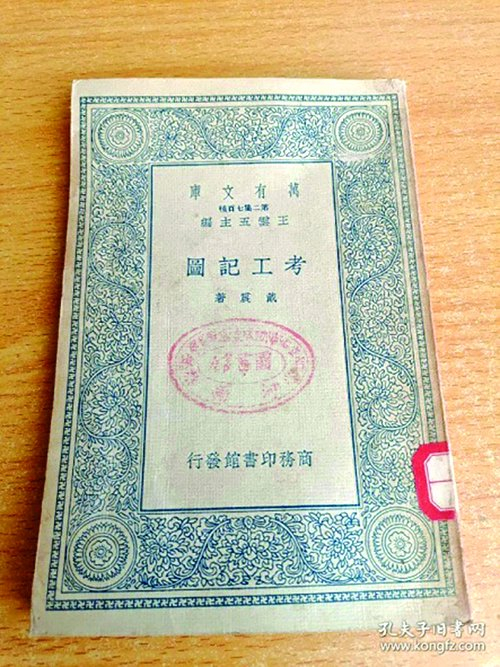 萬有文庫
第二集七百種
王雲五主編
考工記圖
戴震著
商務印書館發行
孔夫子旧书网
www.kongfz.com